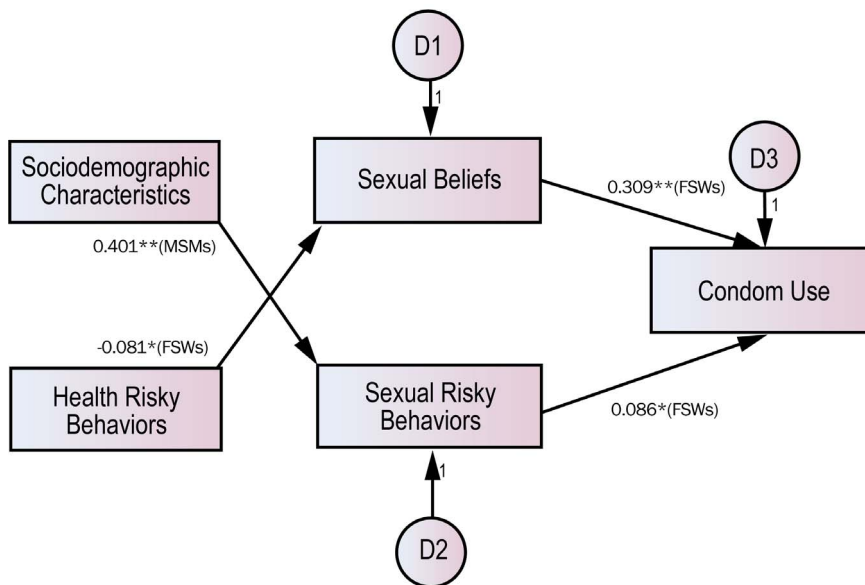 D1
1
Sociodemographic
Characteristics
Sexual Beliefs
D3
0.309**(FSWs)
1
0.401**(MSMs)
Condom Use
-0.081*(FSWs)
Health Risky
Behaviors
Sexual Risky
Behaviors
0.086*(FSWs)
1
D2